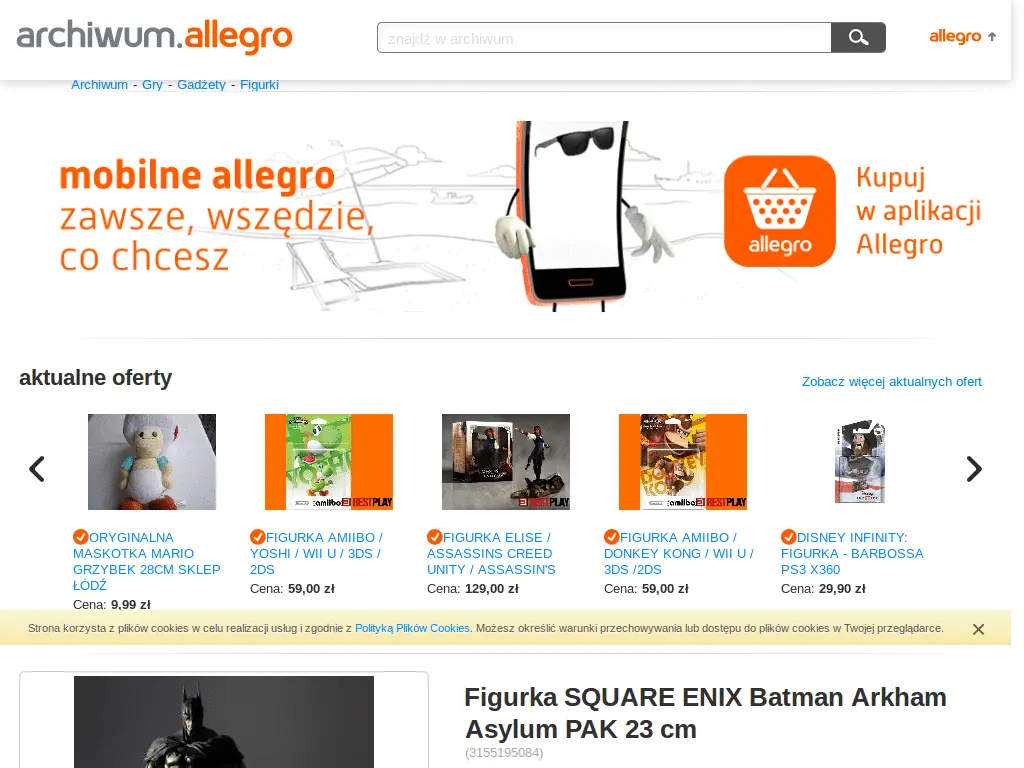 archiwum.allegro
znajdź w archiwum
allegro
Archiwum - Gry - Gadżety - Figurki
mobilne allegro
zawsze, wszędzie,
co chcesz
allegro
Kupuj
w aplikacji
Allegro
aktualne oferty
Zobacz więcej aktualnych ofert
amiibo BESTPLAY
amiibo BESTPLAY
ORYGINALNA
MASKOTKA MARIO
GRZYBEK 28CM SKLEP
ŁÓDŹ
Cena: 9,99 zł
FIGURKA AMIIBO /
YOSHI / WII U / 3DS /
2DS
Cena: 59,00 zł
FIGURKA ELISE /
ASSASSINS CREED
UNITY / ASSASSIN'S
Cena: 129,00 zł
FIGURKA AMIIBO /
DONKEY KONG / WII U /
3DS /2DS
Cena: 59,00 zł
DISNEY INFINITY:
FIGURKA - BARBOSSA
PS3 X360
Cena: 29,90 zł
Strona korzysta z plików cookies w celu realizacji usług i zgodnie z Polityką Plików Cookies. Możesz określić warunki przechowywania lub dostępu do plików cookies w Twojej przeglądarce.
Figurka SQUARE ENIX Batman Arkham
Asylum PAK 23 cm
(3155195084)